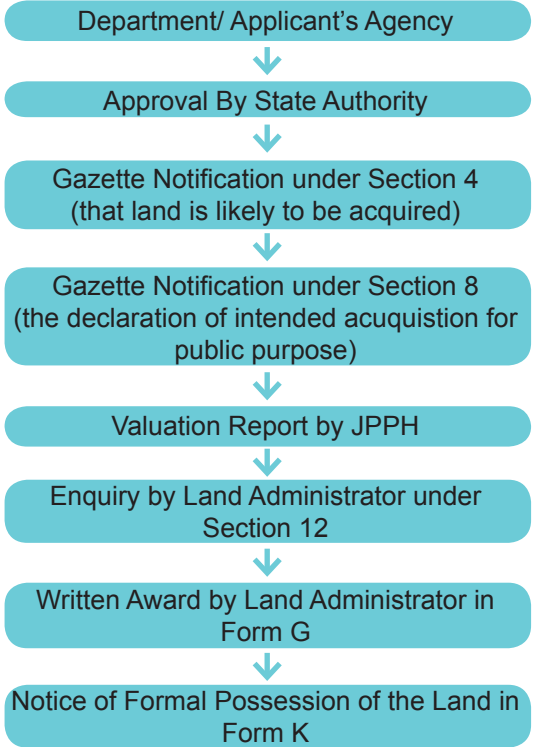 Department/ Applicant's Agency
Approval By State Authority
Gazette Notification under Section 4
(that land is likely to be acquired)
Gazette Notification under Section 8
(the declaration of intended acuquistion for
public purpose)
Valuation Report by JPPH
Enquiry by Land Administrator under
Section 12
Written Award by Land Administrator in
Form G
Notice of Formal Possession of the Land in
Form K